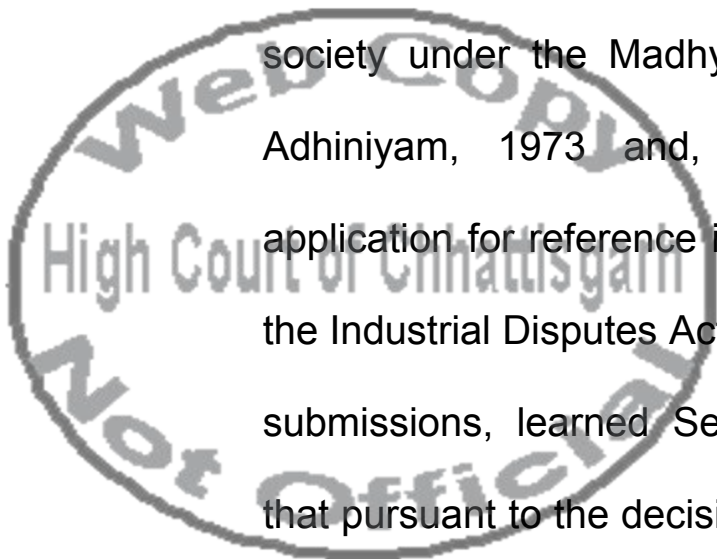 society under the Madhy
Adhiniyam, 1973 and,
application for reference i
the Industrial Disputes Act
submissions, learned Se
that pursuant to the decisi
Web Copy
High Court of Chhattisgarh
Not Official